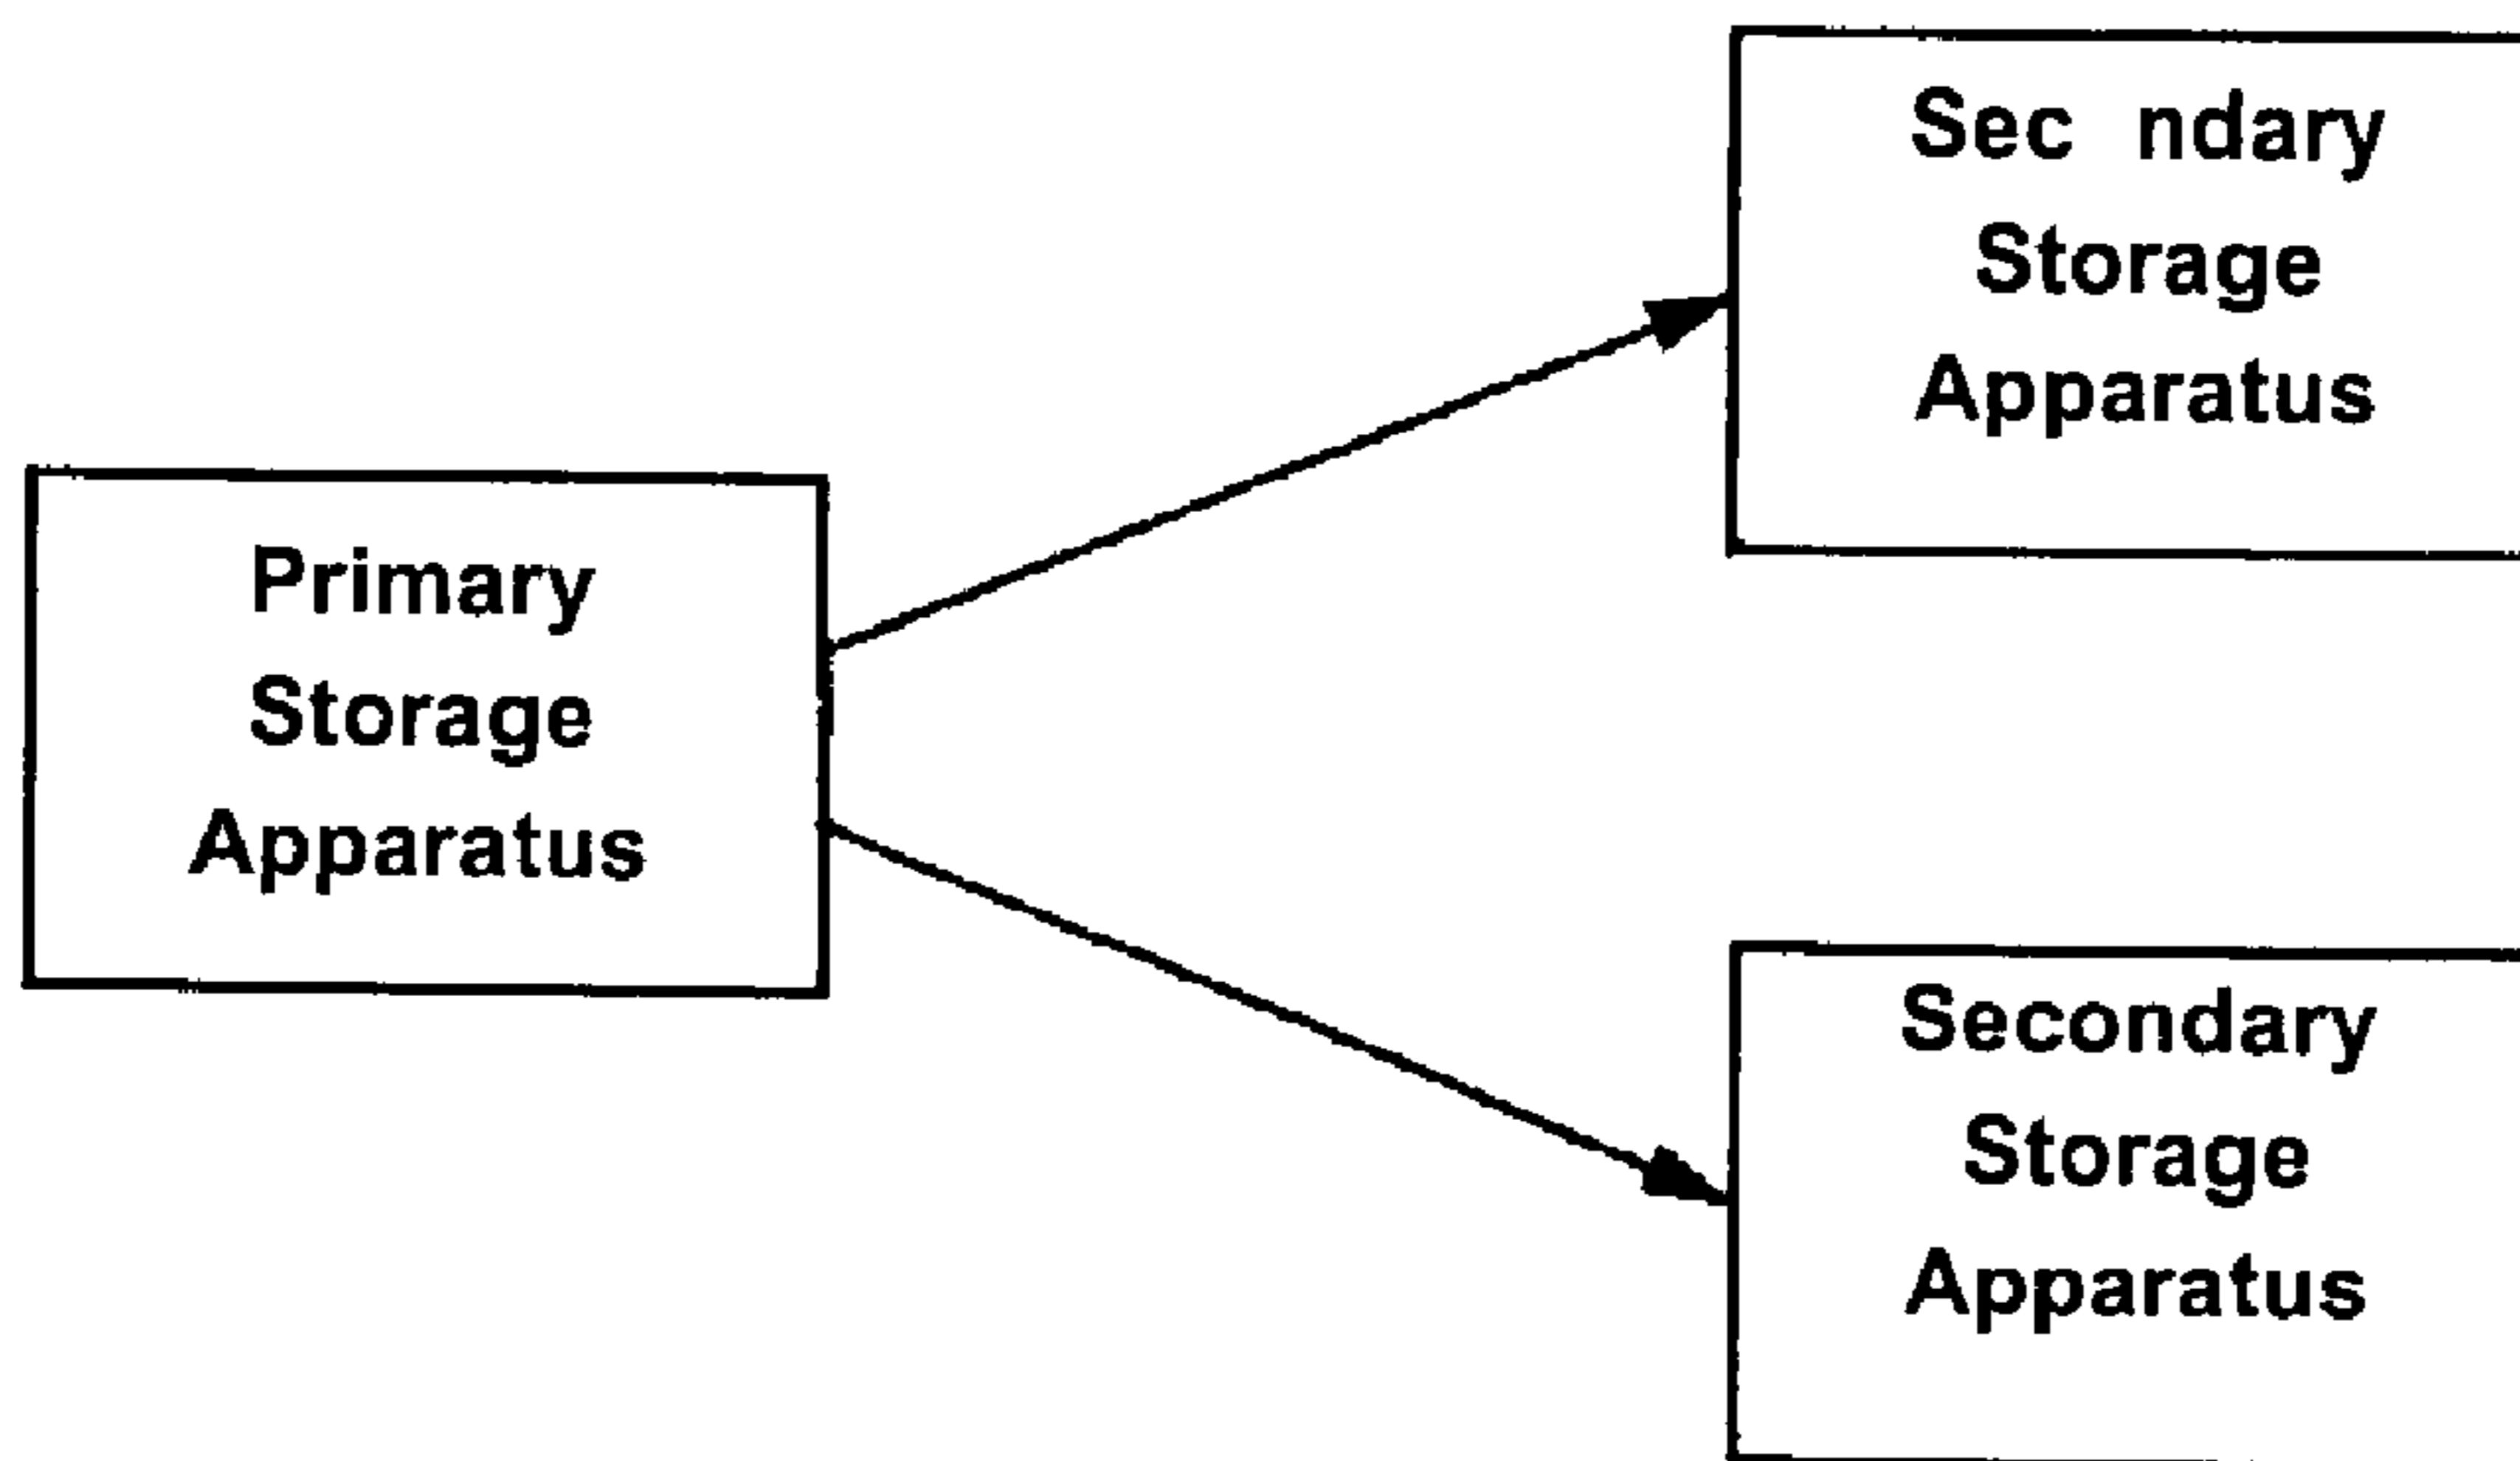 Sec ndary
Storage
Apparatus
Primary
Storage
Apparatus
Secondary
Storage
Apparatus